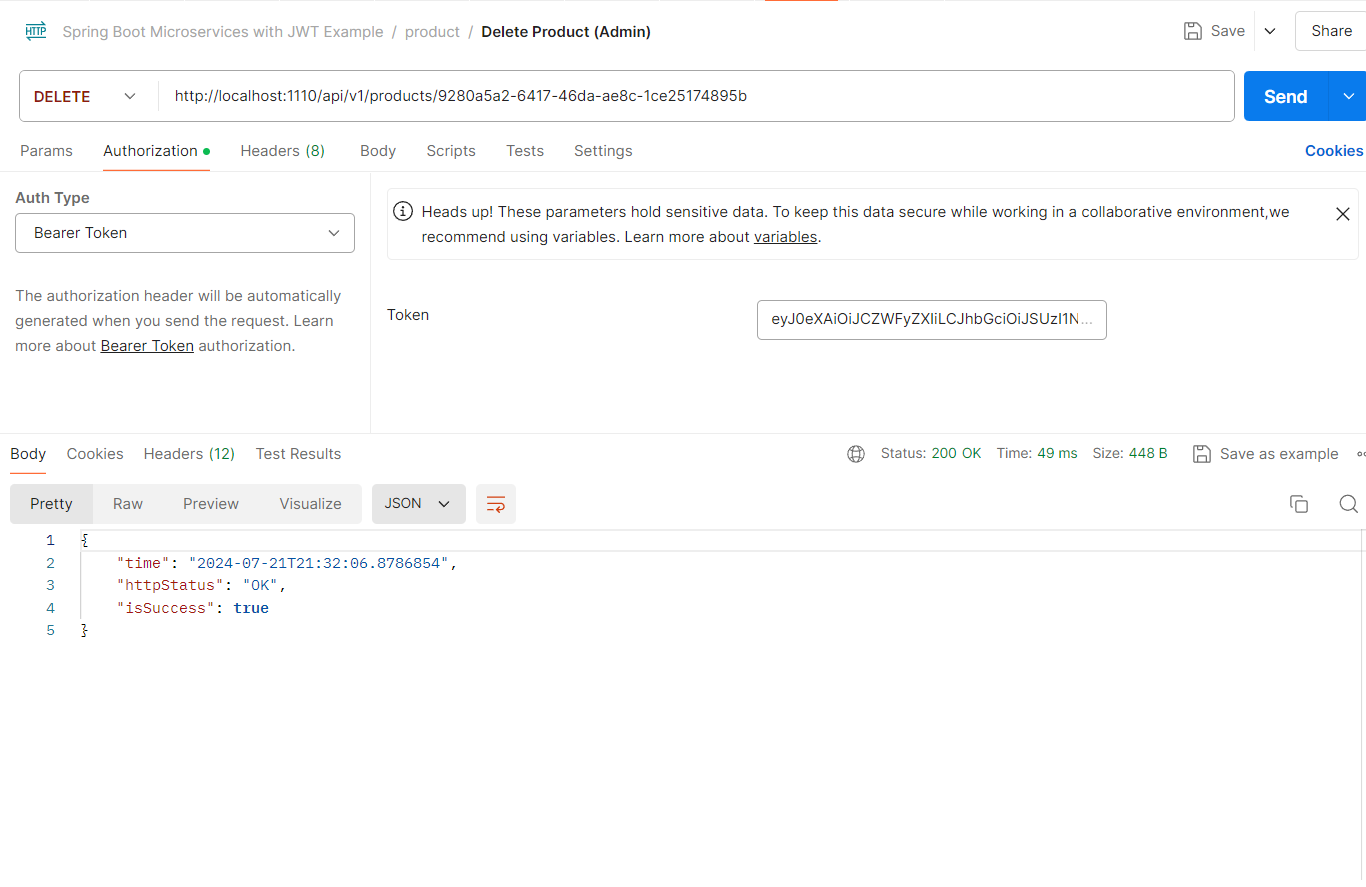 HTTP Spring Boot Microservices with JWT Example / product / Delete Product (Admin) Save Share
DELETE http://localhost:1110/api/v1/products/9280a5a2-6417-46da-ae8c-1ce25174895b Send
Params Authorization Headers (8) Body Scripts Tests Settings Cookies
Auth Type
Bearer Token
The authorization header will be automatically
generated when you send the request. Learn
more about Bearer Token authorization.
Heads up! These parameters hold sensitive data. To keep this data secure while working in a collaborative environment,we
recommend using variables. Learn more about variables.
Token eyJ0eXAiOiJCZWFyZXIiLCJhbGciOiJSUzI1N...
Body Cookies Headers (12) Test Results Status: 200 OK Time: 49 ms Size: 448 B Save as example
Pretty Raw Preview Visualize JSON
1 {
2 "time": "2024-07-21T21:32:06.8786854",
3 "httpStatus": "OK",
4 "isSuccess": true
5 }